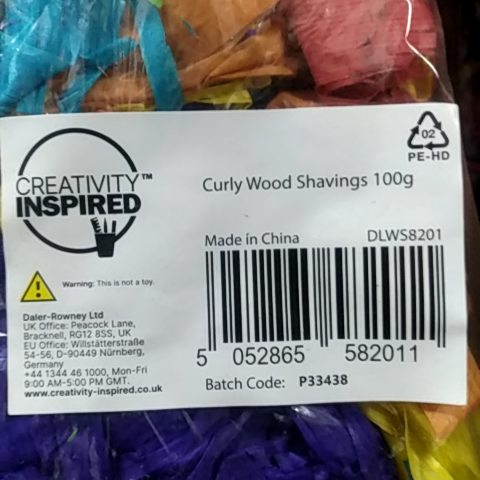 CREATIVITY™
INSPIRED
02
PE-HD
Curly Wood Shavings 100g
Made in China
DLWS8201
Warning: This is not a toy.
Daler-Rowney Ltd
UK Office: Peacock Lane,
Bracknell, RG12 8SS, UK
EU Office: Willstätterstraße
54-56, D-90449 Nürnberg,
Germany
+44 1344 46 1000, Mon-Fri
9:00 AM-5:00 PM GMT.
www.creativity-inspired.co.uk
5 052865 582011
Batch Code: P33438